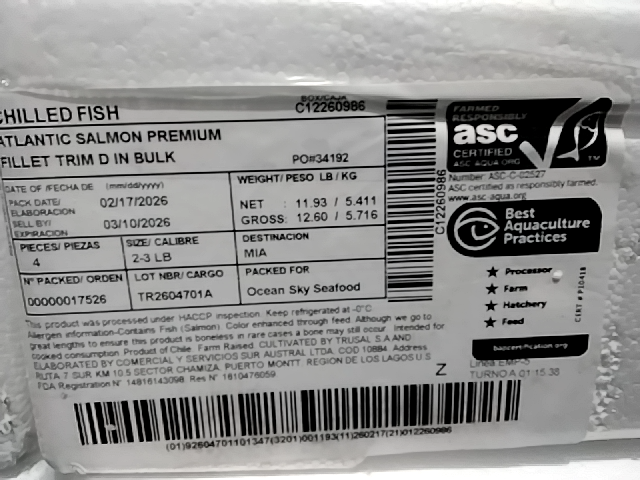 CHILLED FISH
BOX/CAJA
C12260986
ATLANTIC SALMON PREMIUM
FILLET TRIM D IN BULK
PO#34192
DATE OF /FECHA DE (mm/dd/yyyy)
PACK DATE/
ELABORACION
02/17/2026
SELL BY/
EXPIRACION
03/10/2026
WEIGHT/ PESO LB / KG
NET : 11.93 / 5.411
GROSS: 12.60 / 5.716
PIECES/ PIEZAS
4
SIZE/ CALIBRE
2-3 LB
DESTINACION
MIA
N° PACKED/ ORDEN
00000017526
LOT NBR/ CARGO
TR2604701A
PACKED FOR
Ocean Sky Seafood
This product was processed under HACCP inspection. Keep refrigerated at -0°C
Allergen information-Contains Fish (Salmon). Color enhanced through feed. Although we go to
great lengths to ensure this product is boneless in rare cases a bone may still occur. Intended for
cooked consumption. Product of Chile. Farm Raised. CULTIVATED BY TRUSAL S.A AND
ELABORATED BY COMERCIAL Y SERVICIOS SUR AUSTRAL LTDA. COD 10884. Address
RUTA 7 SUR KM 10.5 SECTOR CHAMIZA, PUERTO MONTT. REGION DE LOS LAGOS U.S
FDA Registration N° 14816143098. Res N° 1610476059
Z
(01)92604701101347(3201)001193(11)260217(21)012260986
C12260986
FARMED
RESPONSIBLY
asc
CERTIFIED
ASC-AQUA.ORG
TM
Number: ASC-C-02527
ASC certified as responsibly farmed.
www.asc-aqua.org
Best
Aquaculture
Practices
Processor
Farm
Hatchery
Feed
CERT # P10418
bapcertification.org
TURNO A 01:15:38